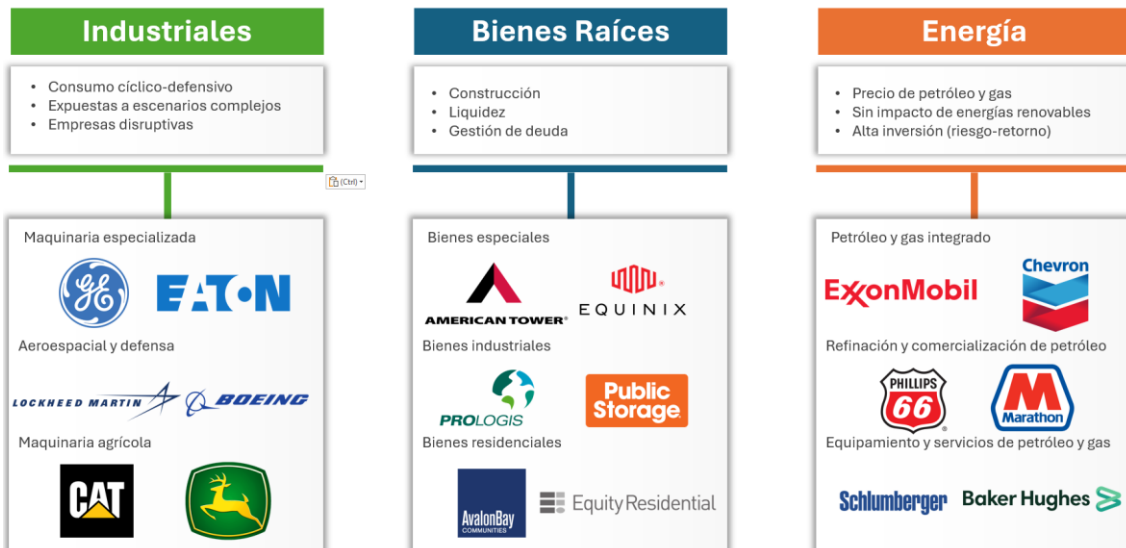 Industriales
• Consumo cíclico-defensivo
• Expuestas a escenarios complejos
• Empresas disruptivas
(Ctrl)
Maquinaria especializada
GE
EATON
Aeroespacial y defensa
LOCKHEED MARTIN
BOEING
Maquinaria agrícola
CAT
Bienes Raíces
• Construcción
• Liquidez
• Gestión de deuda
Bienes especiales
AMERICAN TOWER®
EQUINIX
Bienes industriales
PROLOGIS
Public
Storage
Bienes residenciales
AvalonBay
COMMUNITIES
Equity Residential
Energía
• Precio de petróleo y gas
• Sin impacto de energías renovables
• Alta inversión (riesgo-retorno)
Petróleo y gas integrado
ExxonMobil
Chevron
Refinación y comercialización de petróleo
PHILLIPS
66
M
Marathon
Equipamiento y servicios de petróleo y gas
Schlumberger
Baker Hughes